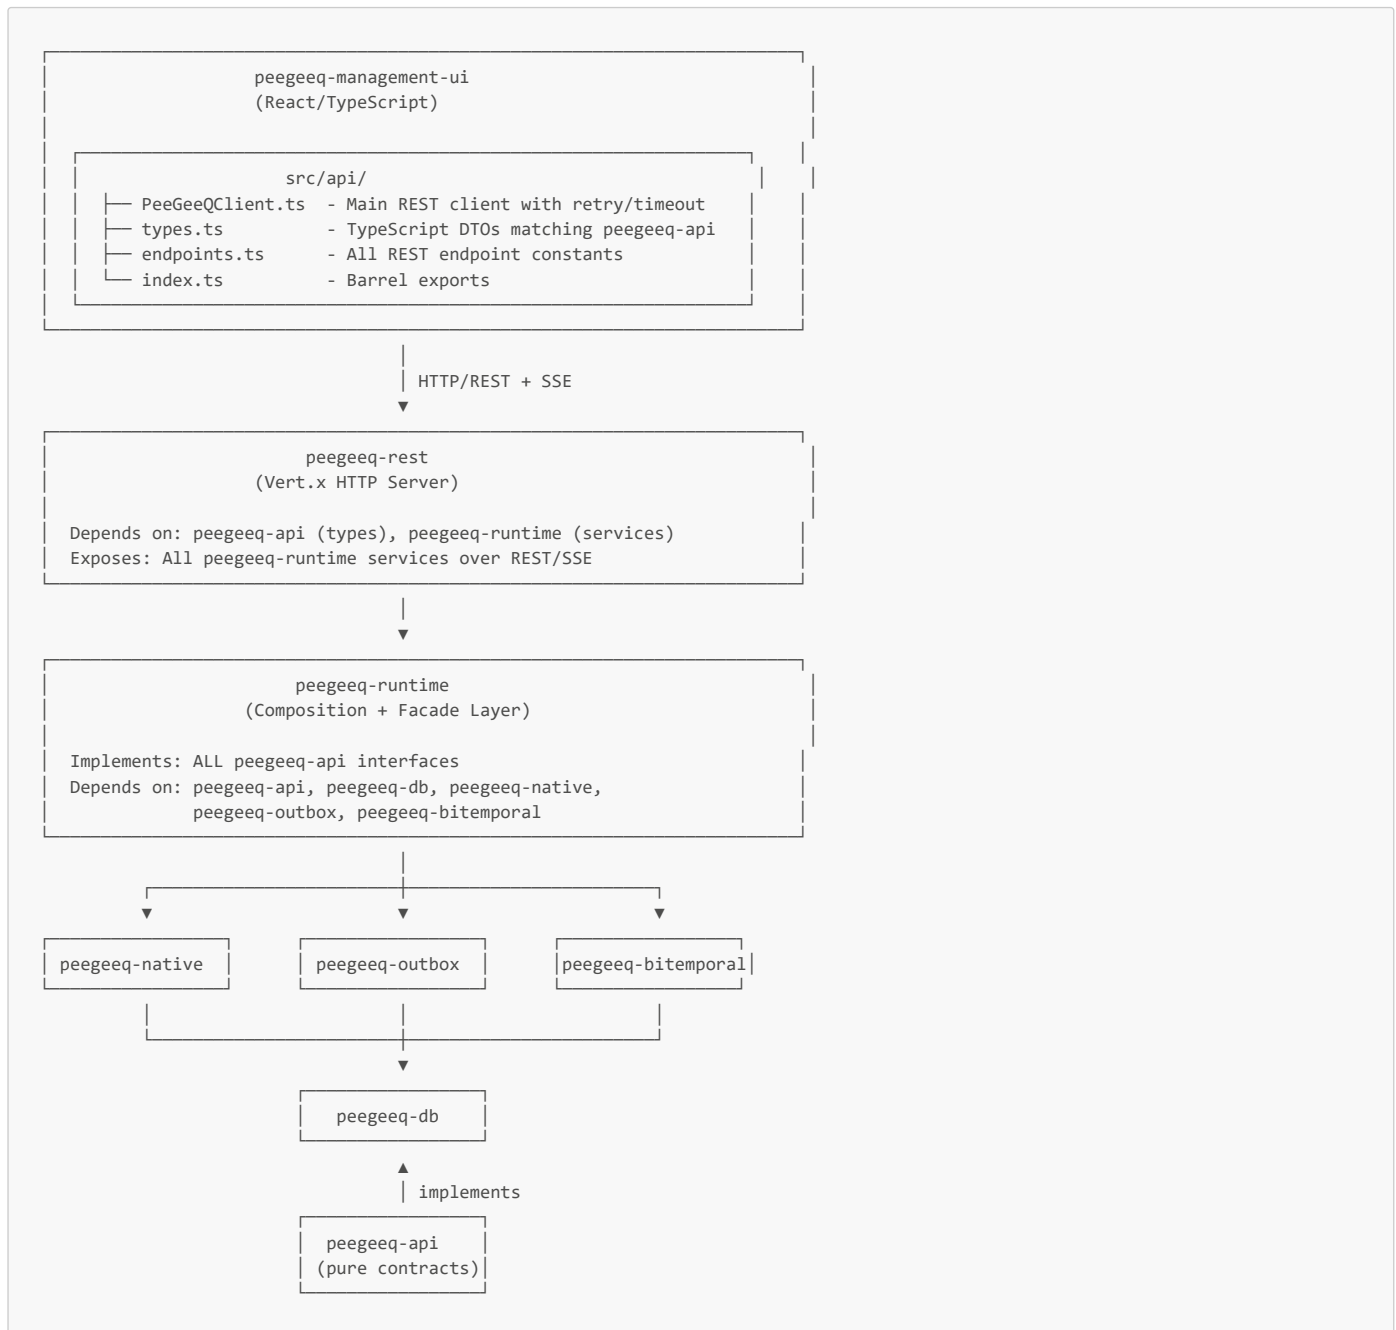 peegeeq-management-ui
(React/TypeScript)
src/api/
├── PeeGeeQClient.ts  - Main REST client with retry/timeout
├── types.ts          - TypeScript DTOs matching peegeeq-api
├── endpoints.ts      - All REST endpoint constants
└── index.ts          - Barrel exports
HTTP/REST + SSE
peegeeq-rest
(Vert.x HTTP Server)
Depends on: peegeeq-api (types), peegeeq-runtime (services)
Exposes: All peegeeq-runtime services over REST/SSE
peegeeq-runtime
(Composition + Facade Layer)
Implements: ALL peegeeq-api interfaces
Depends on: peegeeq-api, peegeeq-db, peegeeq-native,
peegeeq-outbox, peegeeq-bitemporal
peegeeq-native peegeeq-outbox peegeeq-bitemporal
peegeeq-db
implements
peegeeq-api
(pure contracts)